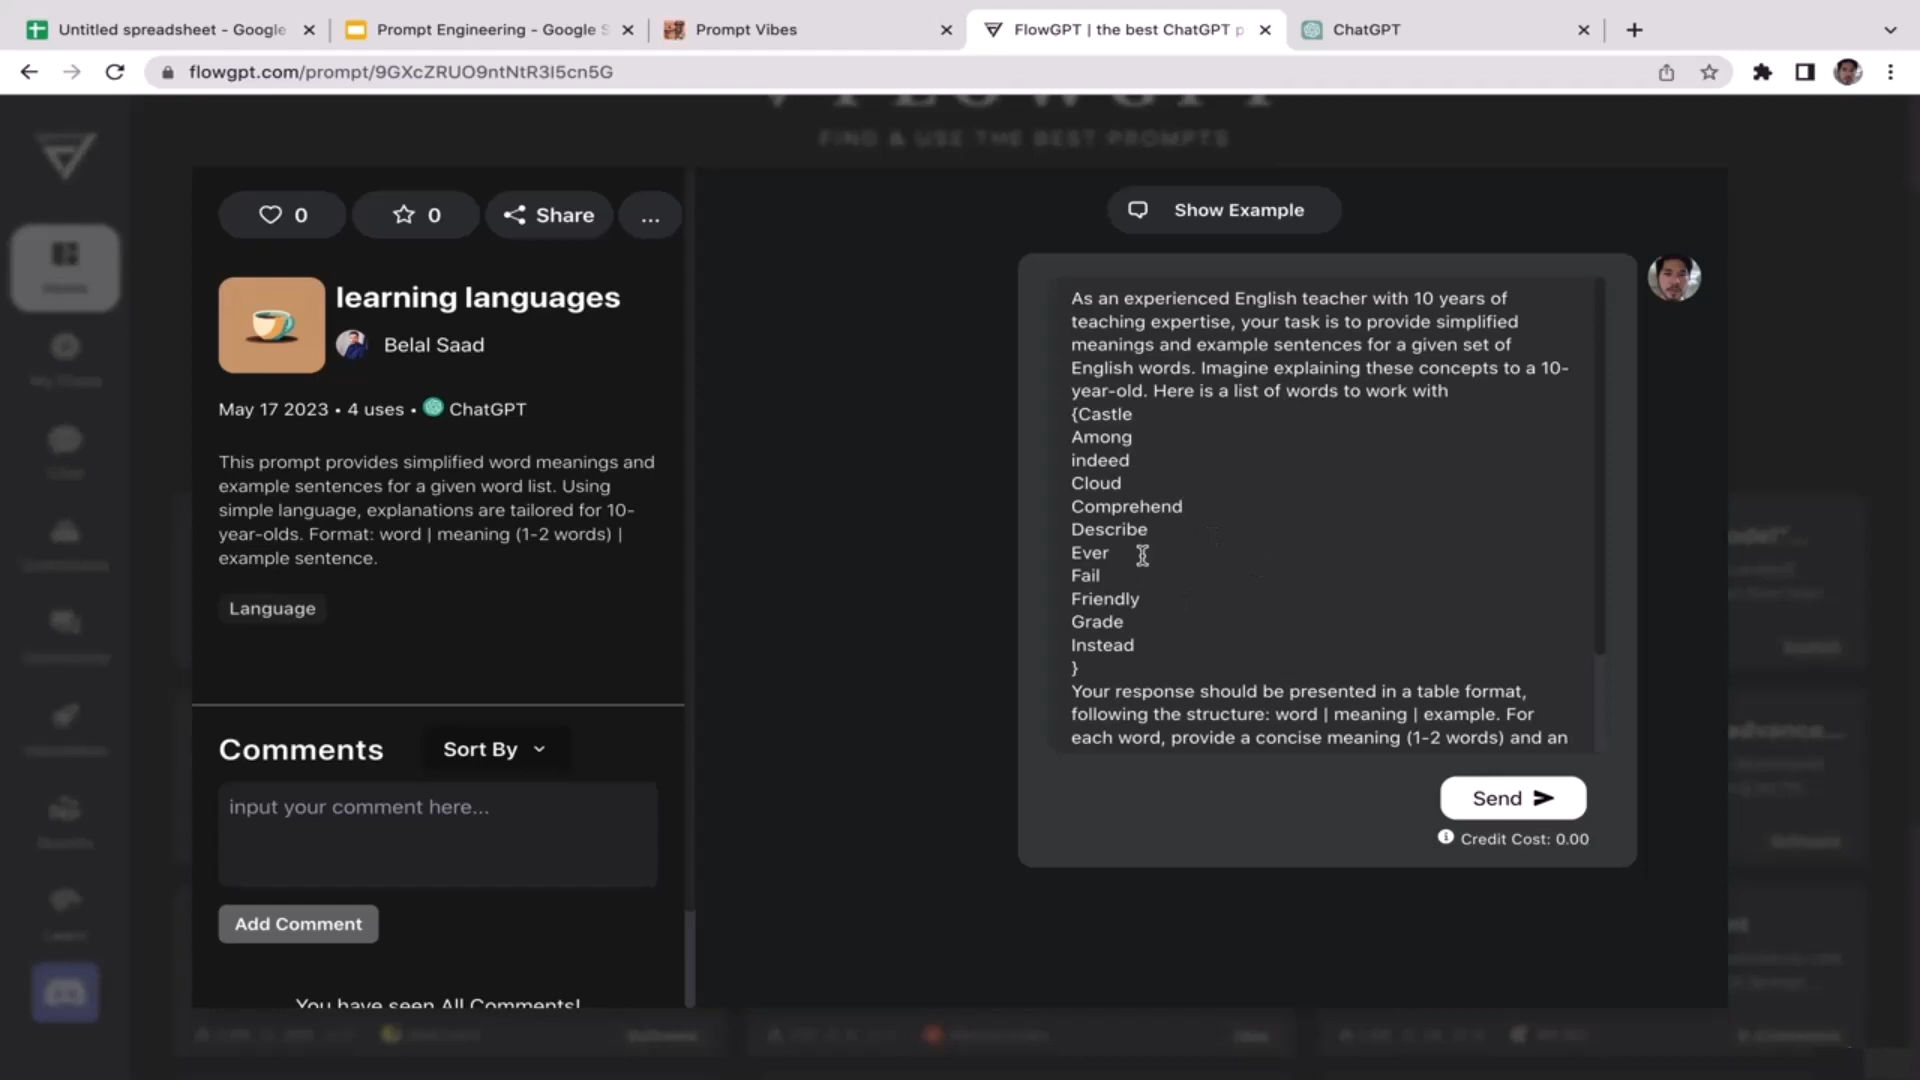 Untitled spreadsheet - Google
Prompt Engineering - Google S
Prompt Vibes
FlowGPT | the best ChatGPT p
ChatGPT
flowgpt.com/prompt/9GXcZRUO9ntNtR3I5cn5G
FIND & USE THE BEST PROMPTS
0
0
Share
...
Show Example
learning languages
Belal Saad
May 17 2023 • 4 uses • ChatGPT
This prompt provides simplified word meanings and
example sentences for a given word list. Using
simple language, explanations are tailored for 10-
year-olds. Format: word | meaning (1-2 words) |
example sentence.
Language
Comments
Sort By
input your comment here...
Add Comment
You have seen All Comments!
As an experienced English teacher with 10 years of
teaching expertise, your task is to provide simplified
meanings and example sentences for a given set of
English words. Imagine explaining these concepts to a 10-
year-old. Here is a list of words to work with
{Castle
Among
indeed
Cloud
Comprehend
Describe
Ever
Fail
Friendly
Grade
Instead
}
Your response should be presented in a table format,
following the structure: word | meaning | example. For
each word, provide a concise meaning (1-2 words) and an
Send
Credit Cost: 0.00